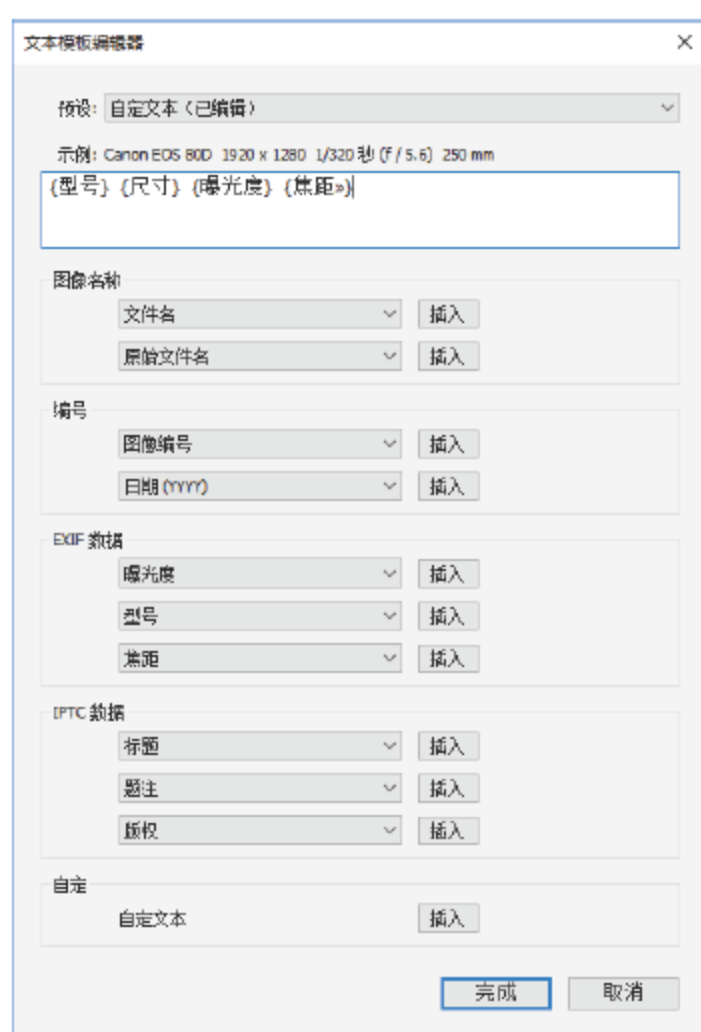 文本模板编辑器
预设: 自定文本（已编辑）
示例: Canon EOS 80D 1920 x 1280 1/320 秒 (f / 5.6) 250 mm
{型号} {尺寸} {曝光度} {焦距»}
图像名称
文件名 插入
原始文件名 插入
编号
图像编号 插入
日期 (YYYY) 插入
EXIF 数据
曝光度 插入
型号 插入
焦距 插入
IPTC 数据
标题 插入
题注 插入
版权 插入
自定
自定文本 插入
完成 取消